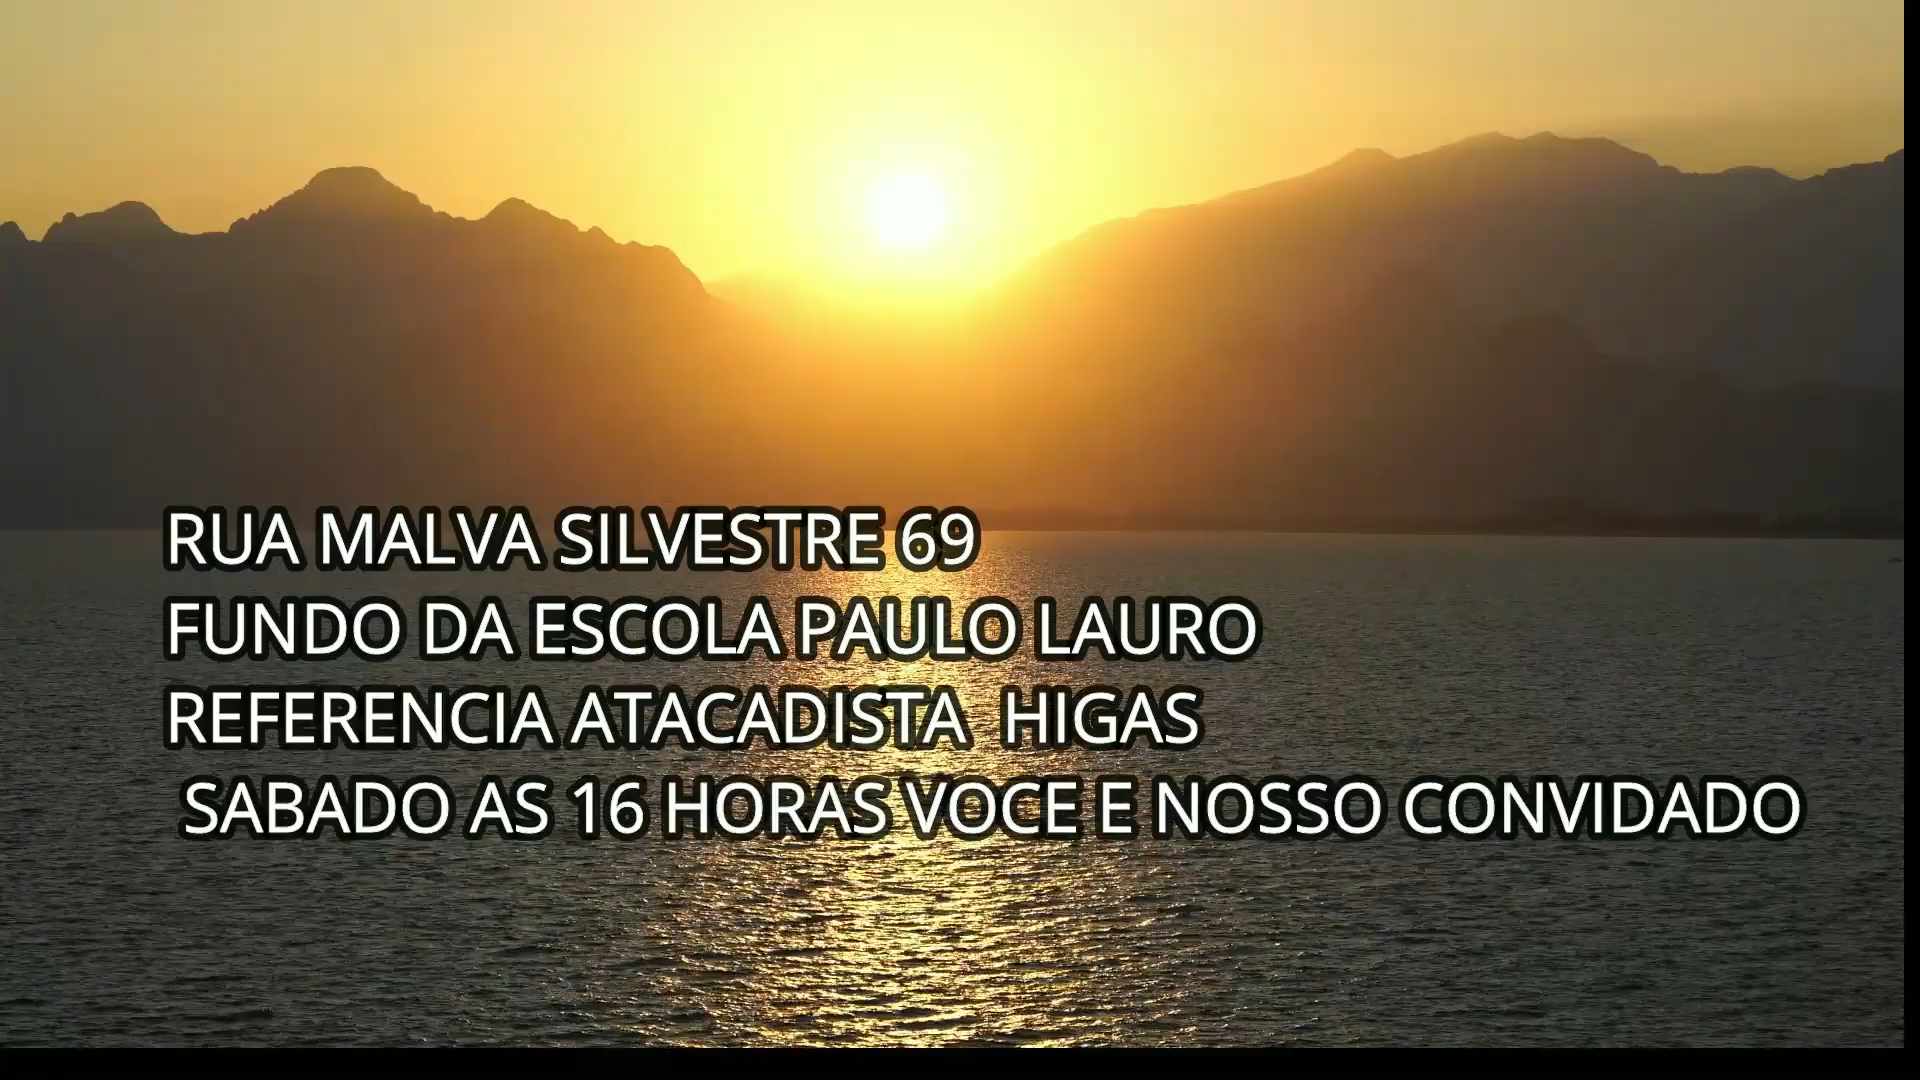 RUA MALVA SILVESTRE 69
FUNDO DA ESCOLA PAULO LAURO
REFERENCIA ATACADISTA  HIGAS
SABADO AS 16 HORAS VOCE E NOSSO CONVIDADO